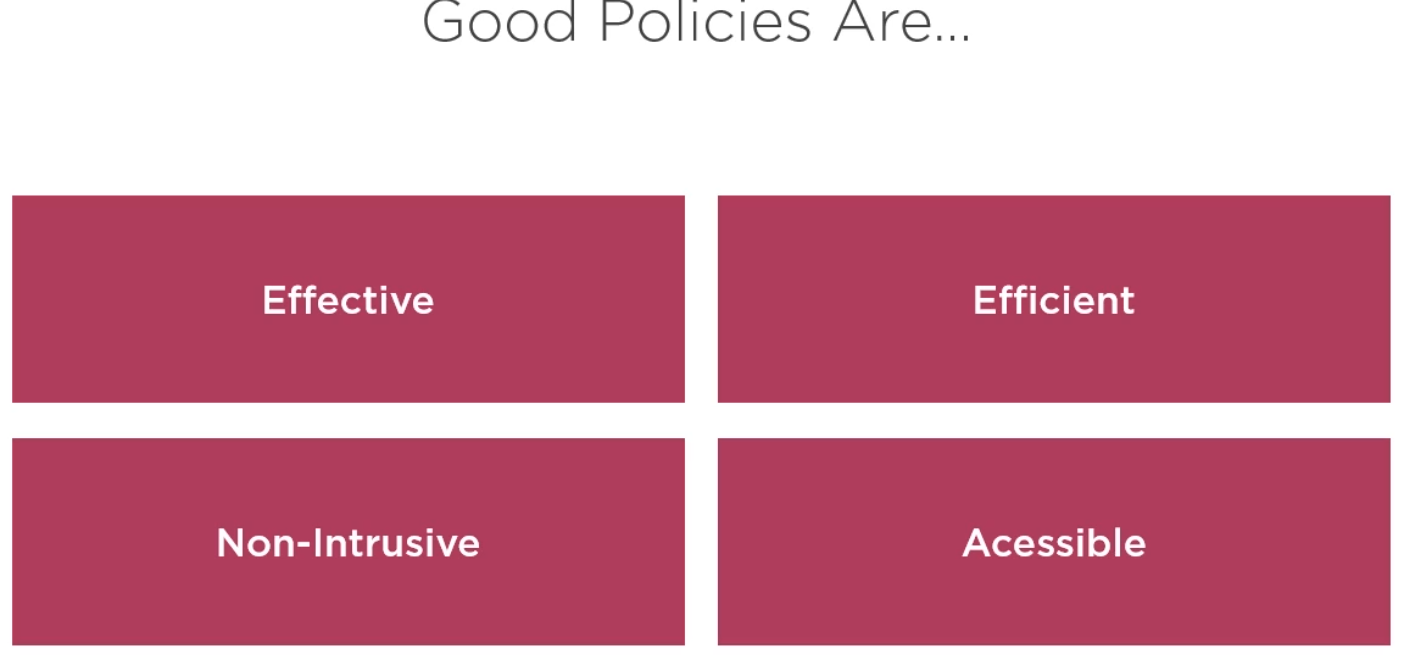 Good Policies Are...
Effective
Efficient
Non-Intrusive
Acessible